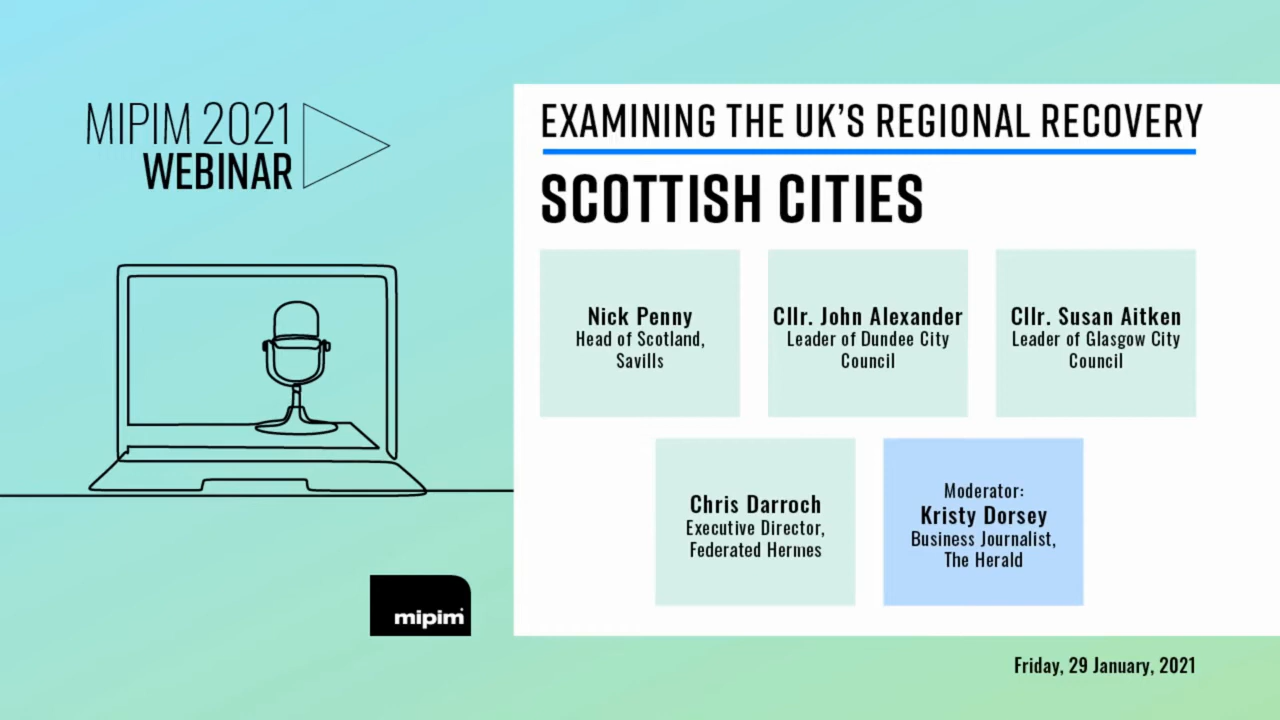 MIPIM 2021
WEBINAR
EXAMINING THE UK'S REGIONAL RECOVERY
SCOTTISH CITIES
Nick Penny
Head of Scotland,
Savills
Cllr. John Alexander
Leader of Dundee City
Council
Cllr. Susan Aitken
Leader of Glasgow City
Council
Chris Darroch
Executive Director,
Federated Hermes
Moderator:
Kristy Dorsey
Business Journalist,
The Herald
mipim
Friday, 29 January, 2021